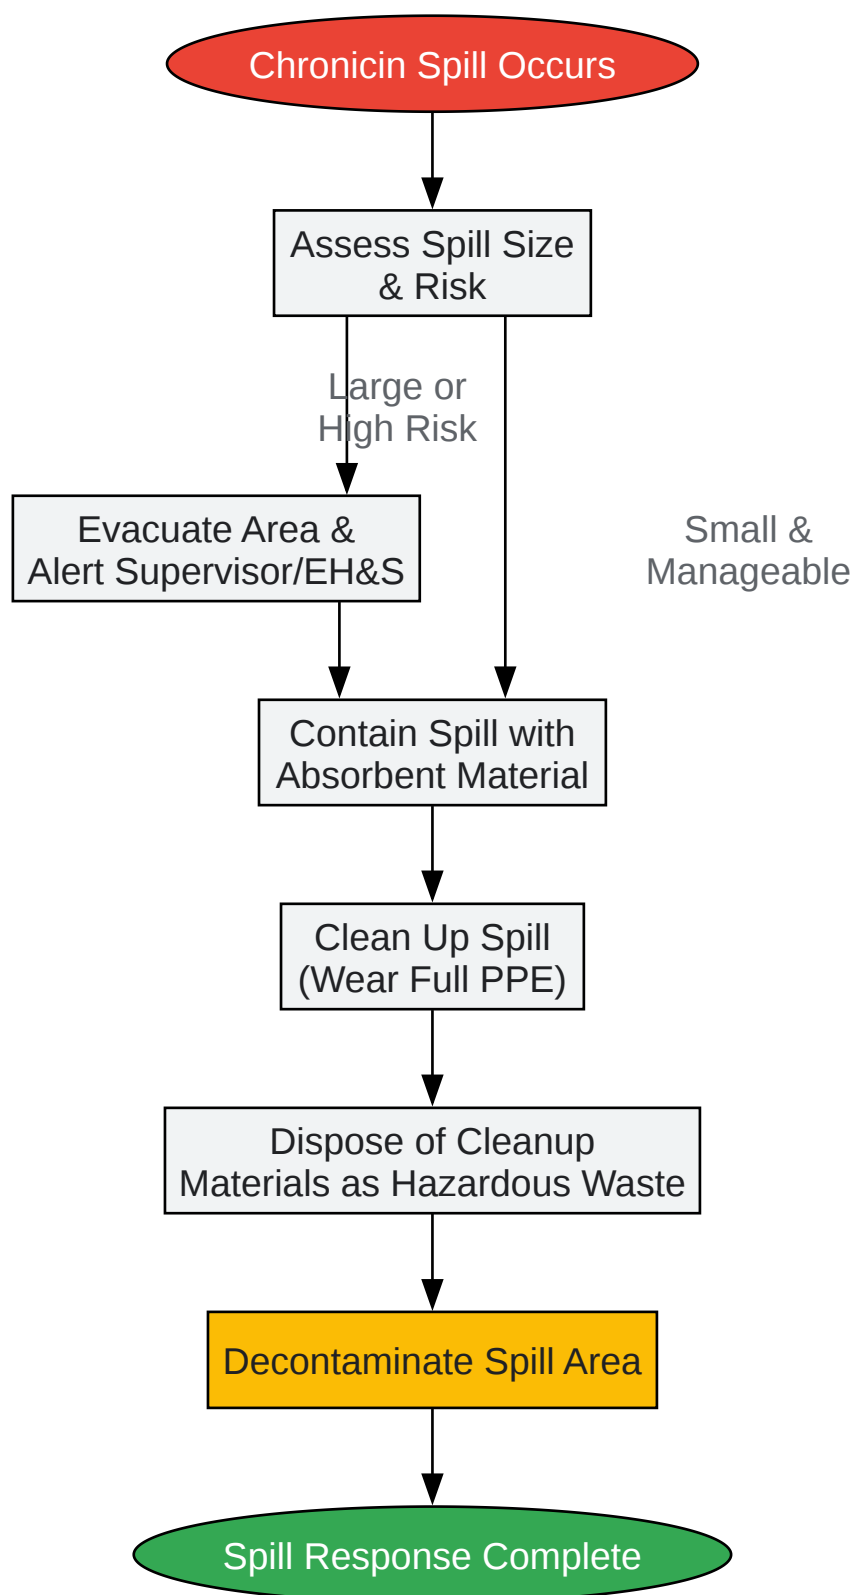 Chronicin Spill Occurs
Assess Spill Size
& Risk
Large or
High Risk
Evacuate Area &
Alert Supervisor/EH&S
Small &
Manageable
Contain Spill with
Absorbent Material
Clean Up Spill
(Wear Full PPE)
Dispose of Cleanup
Materials as Hazardous Waste
Decontaminate Spill Area
Spill Response Complete